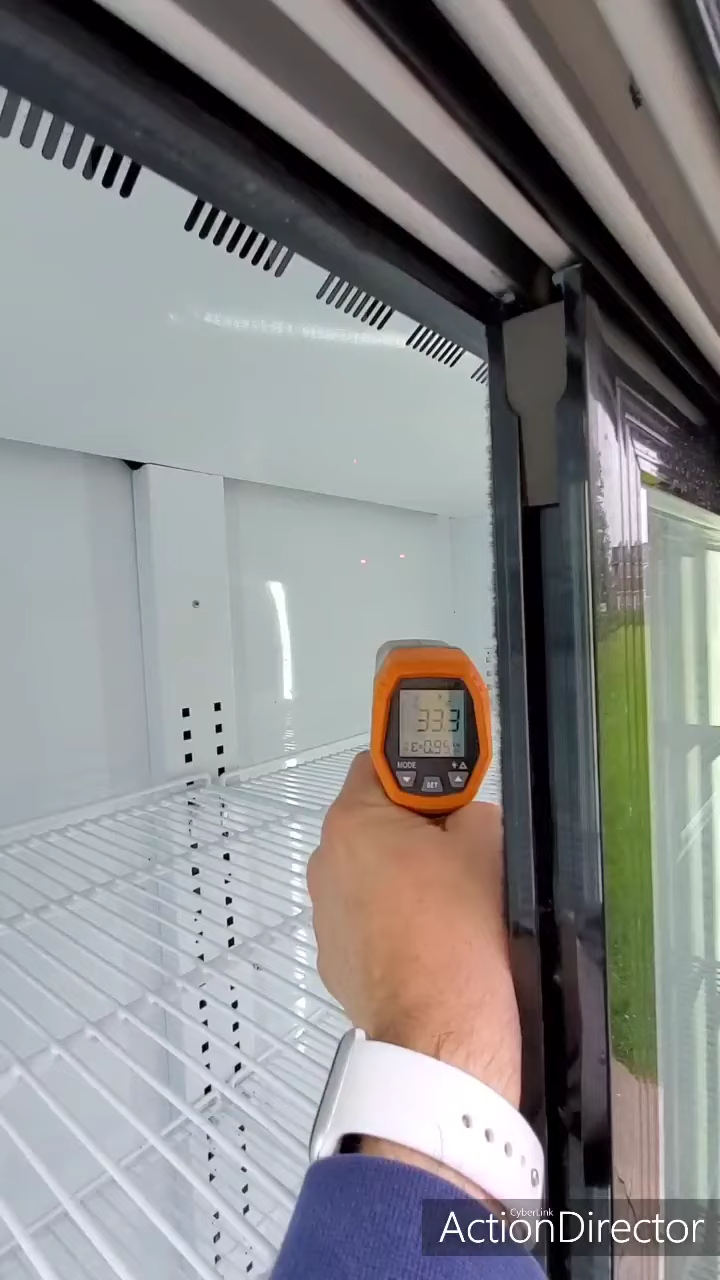 33.3
ε=0.95
MODE
SET
CyberLink
ActionDirector